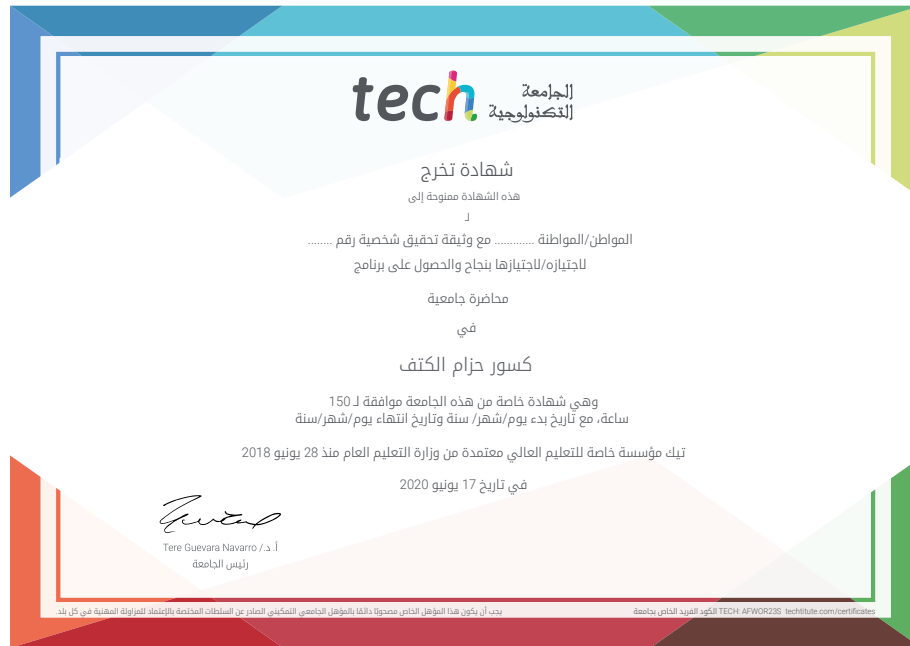 tech الجامعة
التكنولوجية
شهادة تخرج
هذه الشهادة ممنوحة إلى
لـ
المواطن/المواطنة ............ مع وثيقة تحقيق شخصية رقم ........
لاجتيازه/لاجتيازها بنجاح والحصول على برنامج
محاضرة جامعية
في
كسور حزام الكتف
وهي شهادة خاصة من هذه الجامعة موافقة لـ 150
ساعة، مع تاريخ بدء يوم/شهر/ سنة وتاريخ انتهاء يوم/شهر/سنة
تيك مؤسسة خاصة للتعليم العالي معتمدة من وزارة التعليم العام منذ 28 يونيو 2018
في تاريخ 17 يونيو 2020
أ.د./ Tere Guevara Navarro
رئيس الجامعة
يجب أن يكون هذا المؤهل الخاص مصحوبًا دائمًا بالمؤهل الجامعي التمكيني الصادر عن السلطات المختصة بالإعتماد للمزاولة المهنية في كل بلد.
الكود الفريد الخاص بجامعة TECH: AFWOR23S techtitute.com/certificates